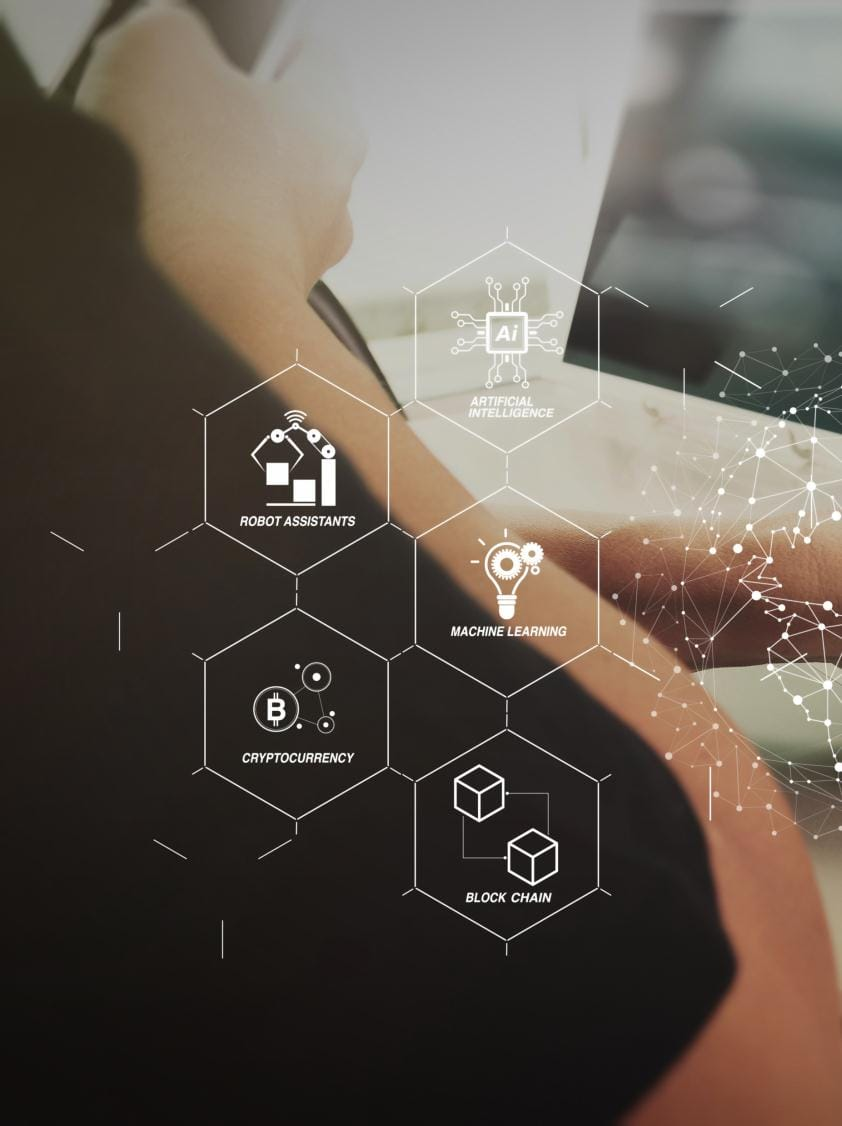 Ai
ARTIFICIAL
INTELLIGENCE
ROBOT ASSISTANTS
MACHINE LEARNING
B
CRYPTOCURRENCY
BLOCK CHAIN